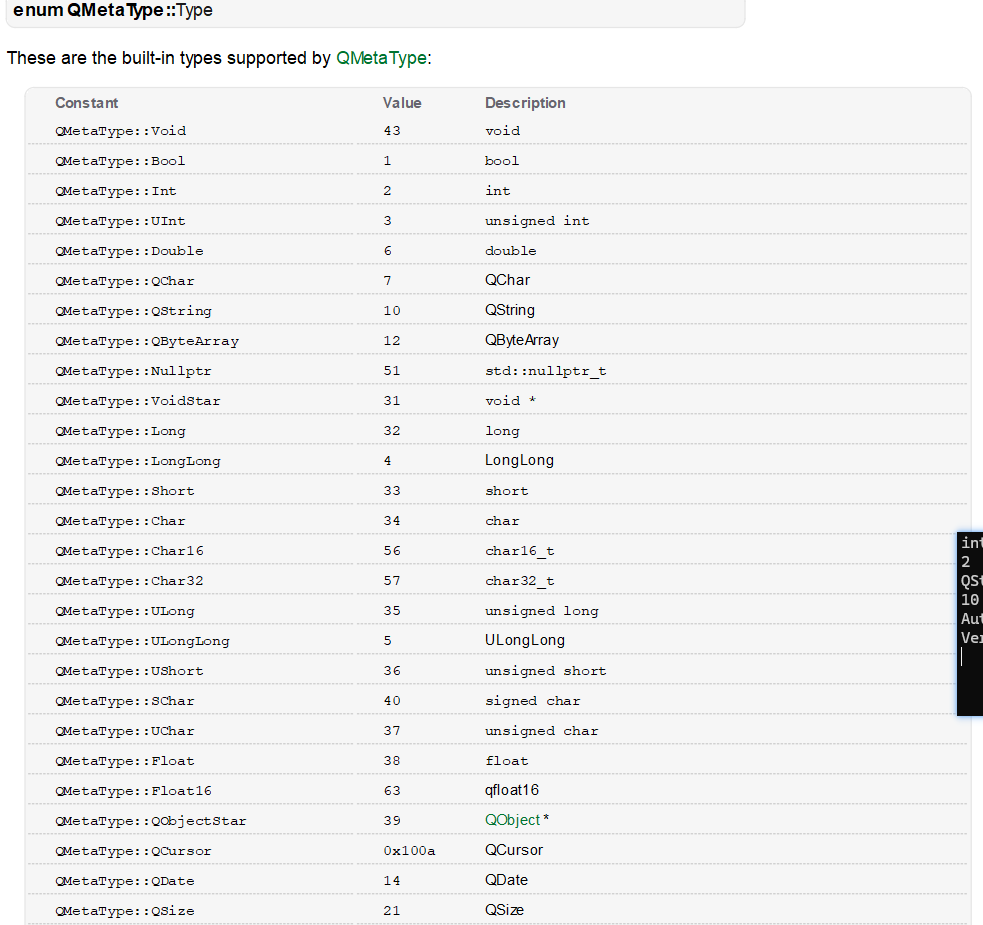 enum QMetaType::Type
These are the built-in types supported by QMetaType:
Constant Value Description
QMetaType::Void 43 void
QMetaType::Bool 1 bool
QMetaType::Int 2 int
QMetaType::UInt 3 unsigned int
QMetaType::Double 6 double
QMetaType::QChar 7 QChar
QMetaType::QString 10 QString
QMetaType::QByteArray 12 QByteArray
QMetaType::Nullptr 51 std::nullptr_t
QMetaType::VoidStar 31 void *
QMetaType::Long 32 long
QMetaType::LongLong 4 LongLong
QMetaType::Short 33 short
QMetaType::Char 34 char
QMetaType::Char16 56 char16_t
QMetaType::Char32 57 char32_t
QMetaType::ULong 35 unsigned long
QMetaType::ULongLong 5 ULongLong
QMetaType::UShort 36 unsigned short
QMetaType::SChar 40 signed char
QMetaType::UChar 37 unsigned char
QMetaType::Float 38 float
QMetaType::Float16 63 qfloat16
QMetaType::QObjectStar 39 QObject *
QMetaType::QCursor 0x100a QCursor
QMetaType::QDate 14 QDate
QMetaType::QSize 21 QSize
int
2
QSt
10
Aut
Ver